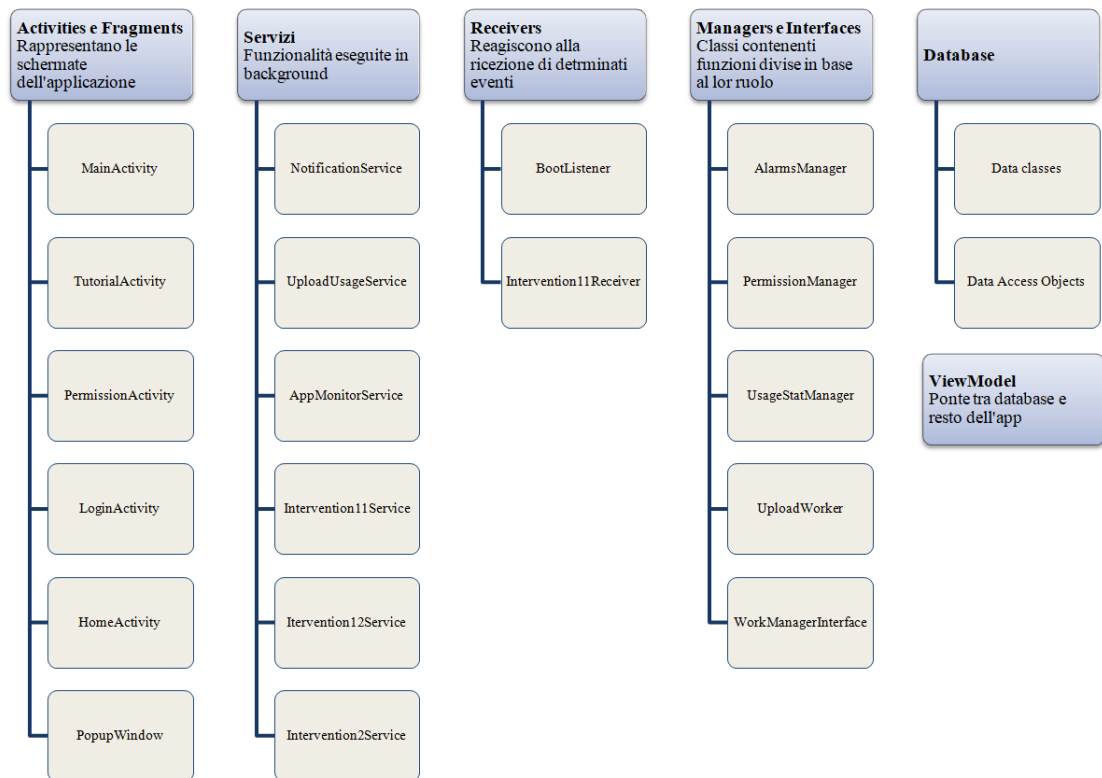 Activities e Fragments
Rappresentano le
schermate
dell'applicazione
MainActivity
TutorialActivity
PermissionActivity
LoginActivity
HomeActivity
PopupWindow
Servizi
Funzionalità eseguite in
background
NotificationService
UploadUsageService
AppMonitorService
Intervention11Service
Itervention12Service
Intervention2Service
Receivers
Reagiscono alla
ricezione di detrminati
eventi
BootListener
Intervention11Receiver
Managers e Interfaces
Classi contenenti
funzioni divise in base
al lor ruolo
AlarmsManager
PermissionManager
UsageStatManager
UploadWorker
WorkManagerInterface
Database
Data classes
Data Access Objects
ViewModel
Ponte tra database e
resto dell'app